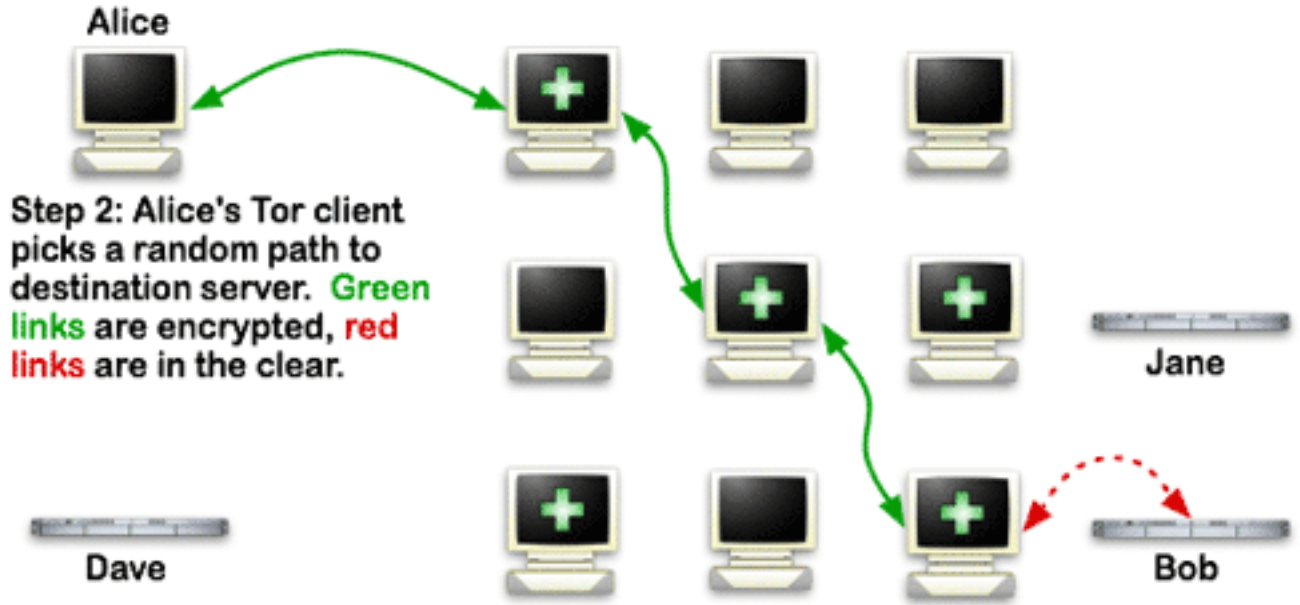 Alice
Step 2: Alice's Tor client
picks a random path to
destination server. Green
links are encrypted, red
links are in the clear.
Jane
Dave
Bob